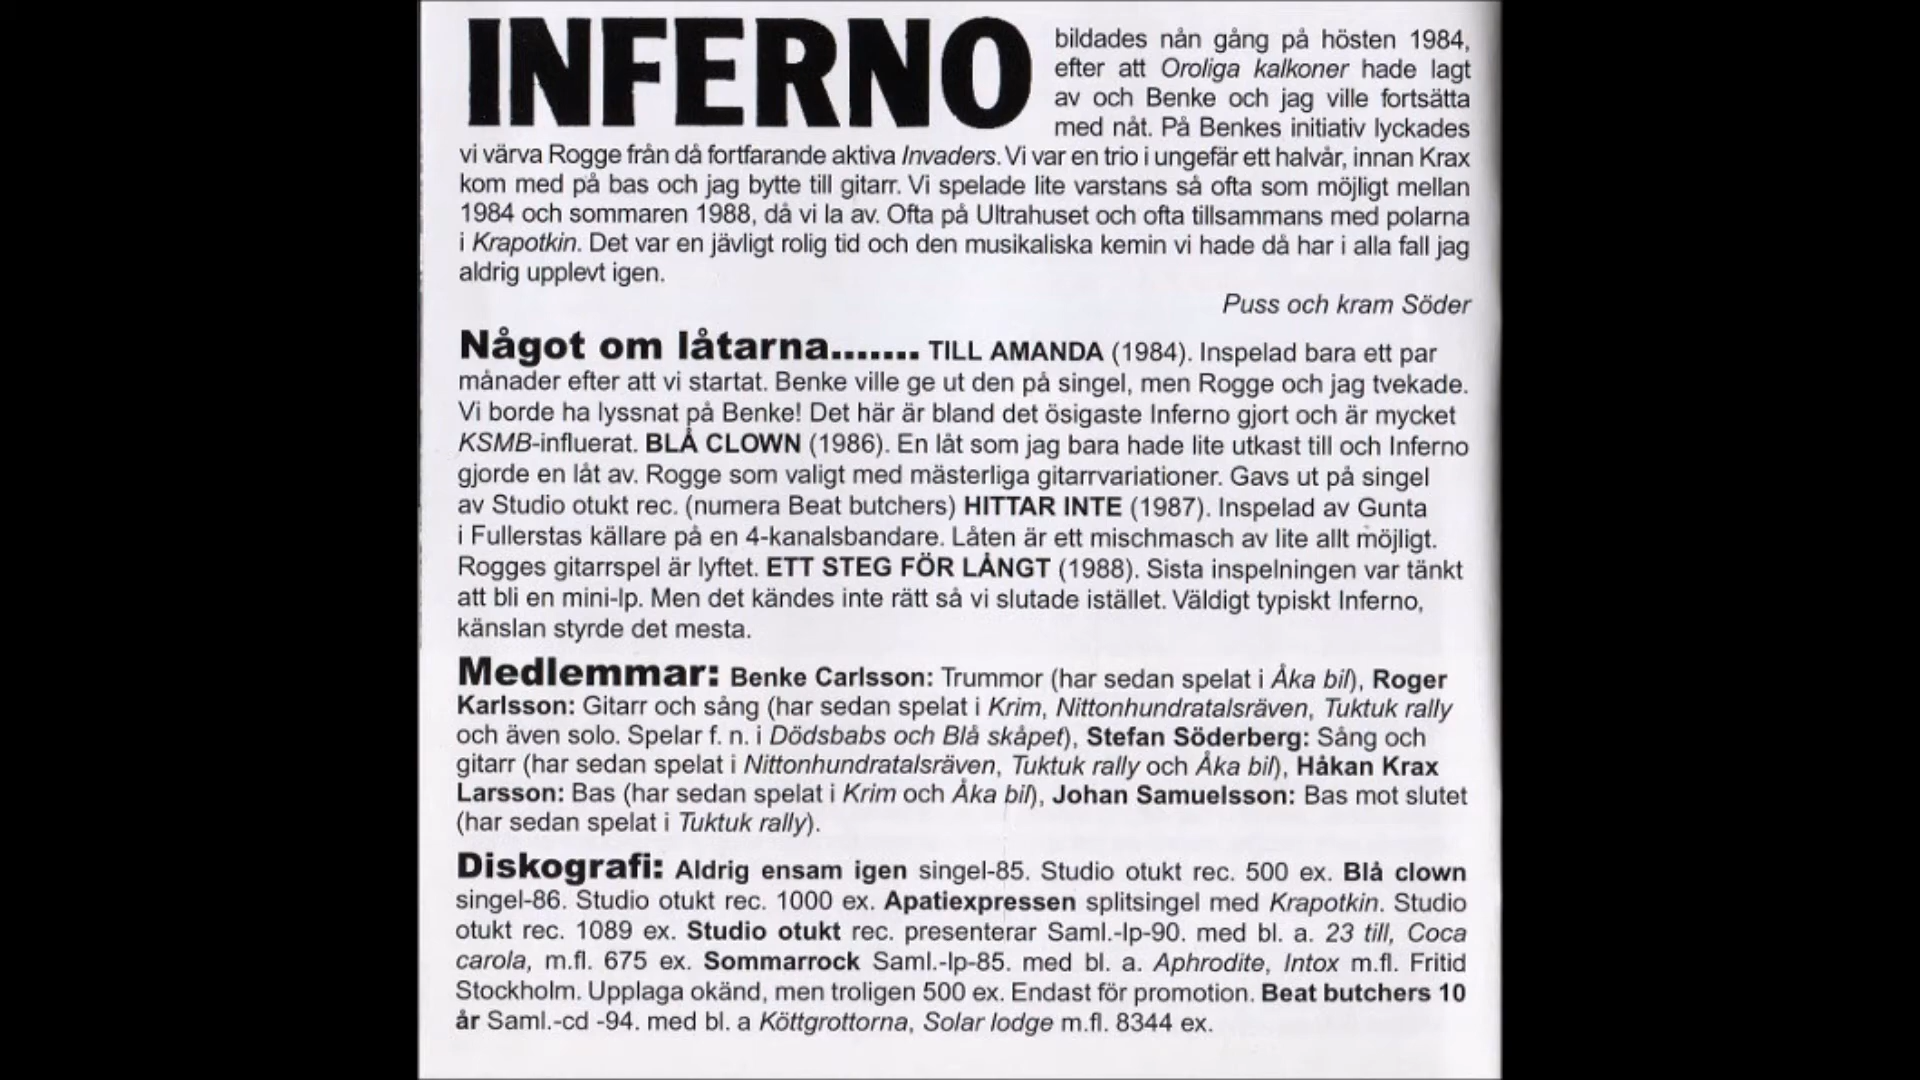 INFERNO bildades nån gång på hösten 1984,
efter att Oroliga kalkoner hade lagt
av och Benke och jag ville fortsätta
med nåt. På Benkes initiativ lyckades
vi värva Rogge från då fortfarande aktiva Invaders. Vi var en trio i ungefär ett halvår, innan Krax
kom med på bas och jag bytte till gitarr. Vi spelade lite varstans så ofta som möjligt mellan
1984 och sommaren 1988, då vi la av. Ofta på Ultrahuset och ofta tillsammans med polarna
i Krapotkin. Det var en jävligt rolig tid och den musikaliska kemin vi hade då har i alla fall jag
aldrig upplevt igen.
Puss och kram Söder
Något om låtarna....... TILL AMANDA (1984). Inspelad bara ett par
månader efter att vi startat. Benke ville ge ut den på singel, men Rogge och jag tvekade.
Vi borde ha lyssnat på Benke! Det här är bland det ösigaste Inferno gjort och är mycket
KSMB-influerat. BLÅ CLOWN (1986). En låt som jag bara hade lite utkast till och Inferno
gjorde en låt av. Rogge som valigt med mästerliga gitarrvariationer. Gavs ut på singel
av Studio otukt rec. (numera Beat butchers) HITTAR INTE (1987). Inspelad av Gunta
i Fullerstas källare på en 4-kanalsbandare. Låten är ett mischmasch av lite allt möjligt.
Rogges gitarrspel är lyftet. ETT STEG FÖR LÅNGT (1988). Sista inspelningen var tänkt
att bli en mini-lp. Men det kändes inte rätt så vi slutade istället. Väldigt typiskt Inferno,
känslan styrde det mesta.
Medlemmar: Benke Carlsson: Trummor (har sedan spelat i Åka bil), Roger
Karlsson: Gitarr och sång (har sedan spelat i Krim, Nittonhundratalsräven, Tuktuk rally
och även solo. Spelar f. n. i Dödsbabs och Blå skåpet), Stefan Söderberg: Sång och
gitarr (har sedan spelat i Nittonhundratalsräven, Tuktuk rally och Åka bil), Håkan Krax
Larsson: Bas (har sedan spelat i Krim och Åka bil), Johan Samuelsson: Bas mot slutet
(har sedan spelat i Tuktuk rally).
Diskografi: Aldrig ensam igen singel-85. Studio otukt rec. 500 ex. Blå clown
singel-86. Studio otukt rec. 1000 ex. Apatiexpressen splitsingel med Krapotkin. Studio
otukt rec. 1089 ex. Studio otukt rec. presenterar Saml.-lp-90. med bl. a. 23 till, Coca
carola, m.fl. 675 ex. Sommarrock Saml.-lp-85. med bl. a. Aphrodite, Intox m.fl. Fritid
Stockholm. Upplaga okänd, men troligen 500 ex. Endast för promotion. Beat butchers 10
år Saml.-cd -94. med bl. a Köttgrottorna, Solar lodge m.fl. 8344 ex.